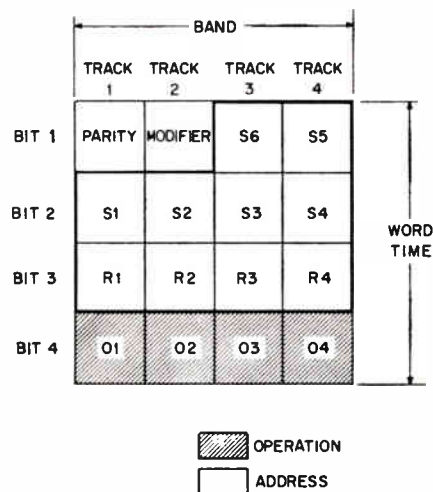 BAND
TRACK TRACK TRACK TRACK
1 2 3 4
BIT 1 PARITY MODIFIER S6 S5
BIT 2 S1 S2 S3 S4
WORD TIME
BIT 3 R1 R2 R3 R4
BIT 4 O1 O2 O3 O4
OPERATION
ADDRESS